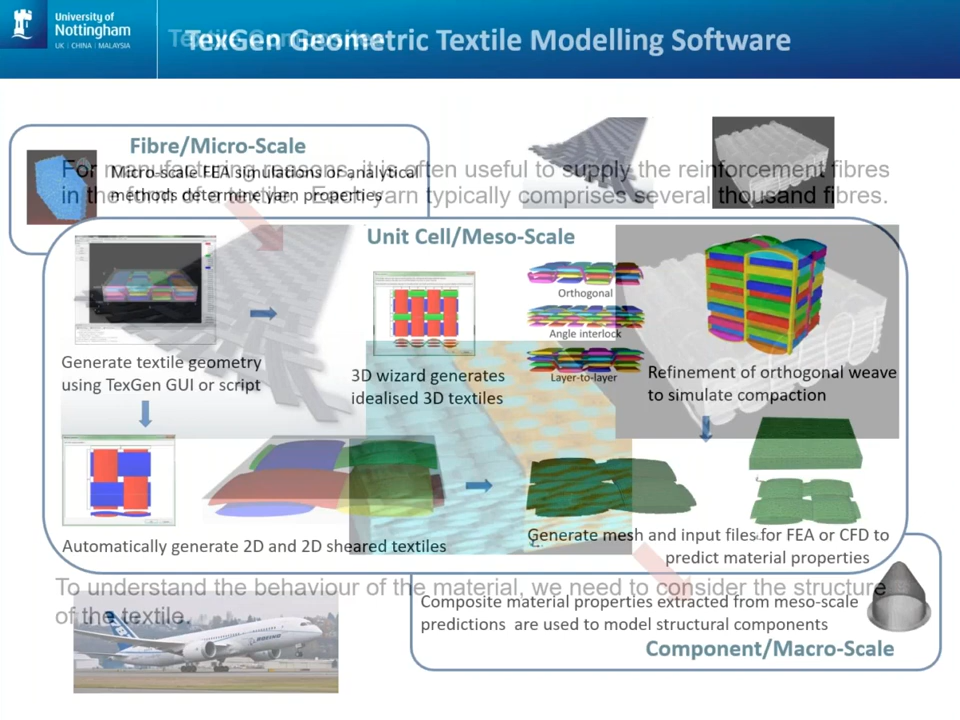 University of
Nottingham
UK | CHINA | MALAYSIA
Textile Composites
TexGen Geometric Textile Modelling Software
Fibre/Micro-Scale
Micro-scale FEA simulations or analytical
methods determine yarn properties
For manufacturing reasons, it is often useful to supply the reinforcement fibres
in the form of a textile. Each yarn typically comprises several thousand fibres.
Unit Cell/Meso-Scale
Orthogonal
Angle interlock
Layer-to-layer
Generate textile geometry
using TexGen GUI or script
3D wizard generates
idealised 3D textiles
Refinement of orthogonal weave
to simulate compaction
Automatically generate 2D and 2D sheared textiles
Generate mesh and input files for FEA or CFD to
predict material properties
To understand the behaviour of the material, we need to consider the structure
of the textile.
Composite material properties extracted from meso-scale
predictions are used to model structural components
Component/Macro-Scale
BOEING